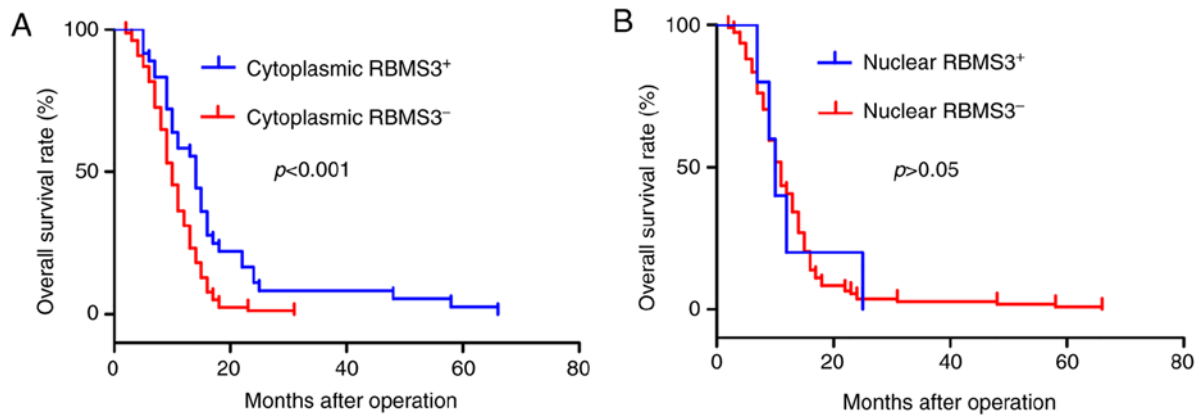 A
Overall survival rate (%)
100
50
0
Cytoplasmic RBMS3⁺
Cytoplasmic RBMS3⁻
p<0.001
0 20 40 60 80
Months after operation
B
Overall survival rate (%)
100
50
0
Nuclear RBMS3⁺
Nuclear RBMS3⁻
p>0.05
0 20 40 60 80
Months after operation